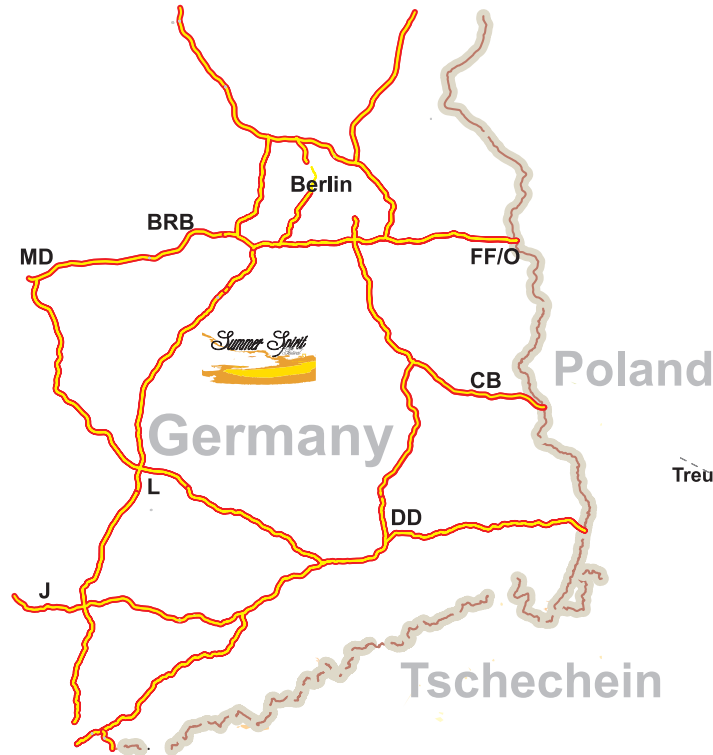 Berlin
BRB
MD
FF/O
Summer Spirit
Poland
CB
Germany
Treu
L
DD
J
Tschechein